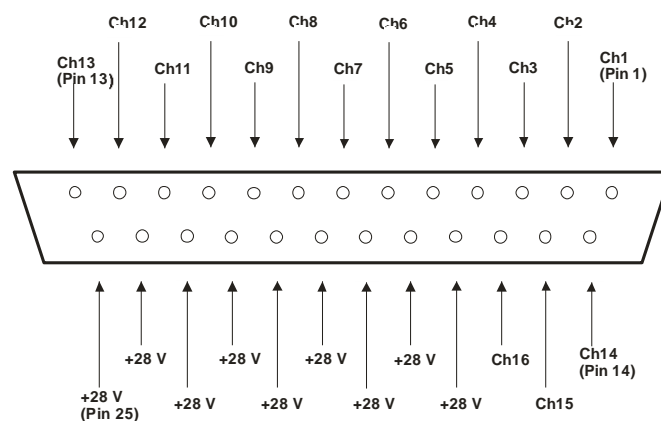 Ch12 Ch10 Ch8 Ch6 Ch4 Ch2
Ch13
(Pin 13)
Ch11 Ch9 Ch7 Ch5 Ch3
Ch1
(Pin 1)
+28 V +28 V +28 V +28 V Ch16
Ch14
(Pin 14)
+28 V
(Pin 25)
+28 V +28 V +28 V +28 V Ch15